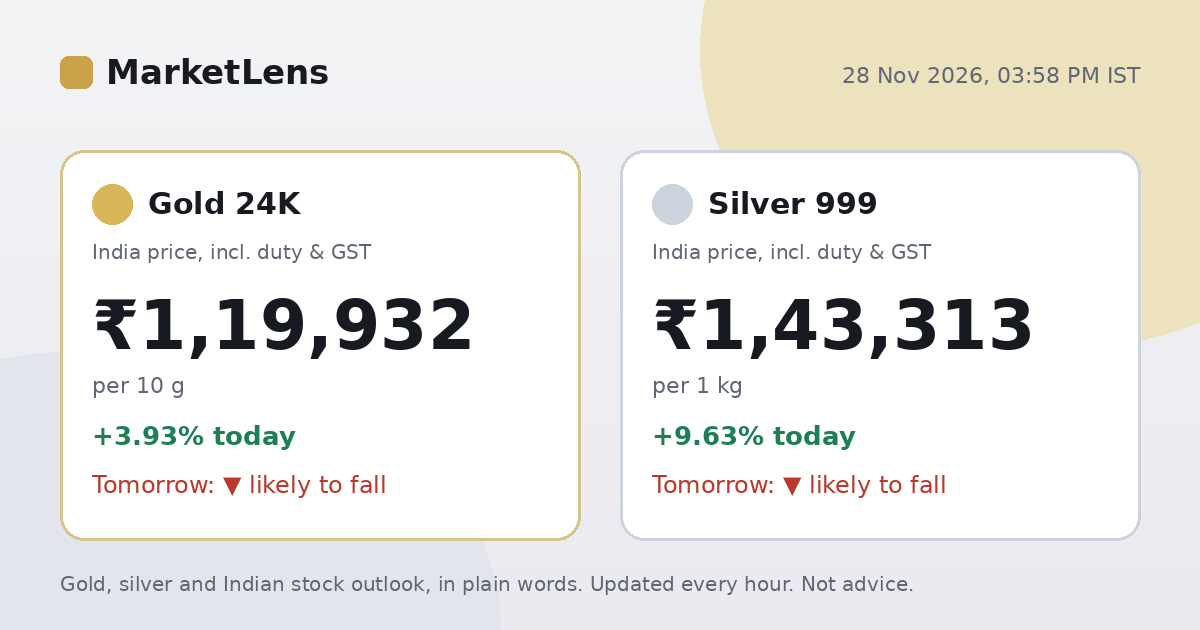 MarketLens
28 Nov 2026, 03:58 PM IST
Gold 24K
India price, incl. duty & GST
₹1,19,932
per 10 g
+3.93% today
Tomorrow: ▼ likely to fall
Silver 999
India price, incl. duty & GST
₹1,43,313
per 1 kg
+9.63% today
Tomorrow: ▼ likely to fall
Gold, silver and Indian stock outlook, in plain words. Updated every hour. Not advice.